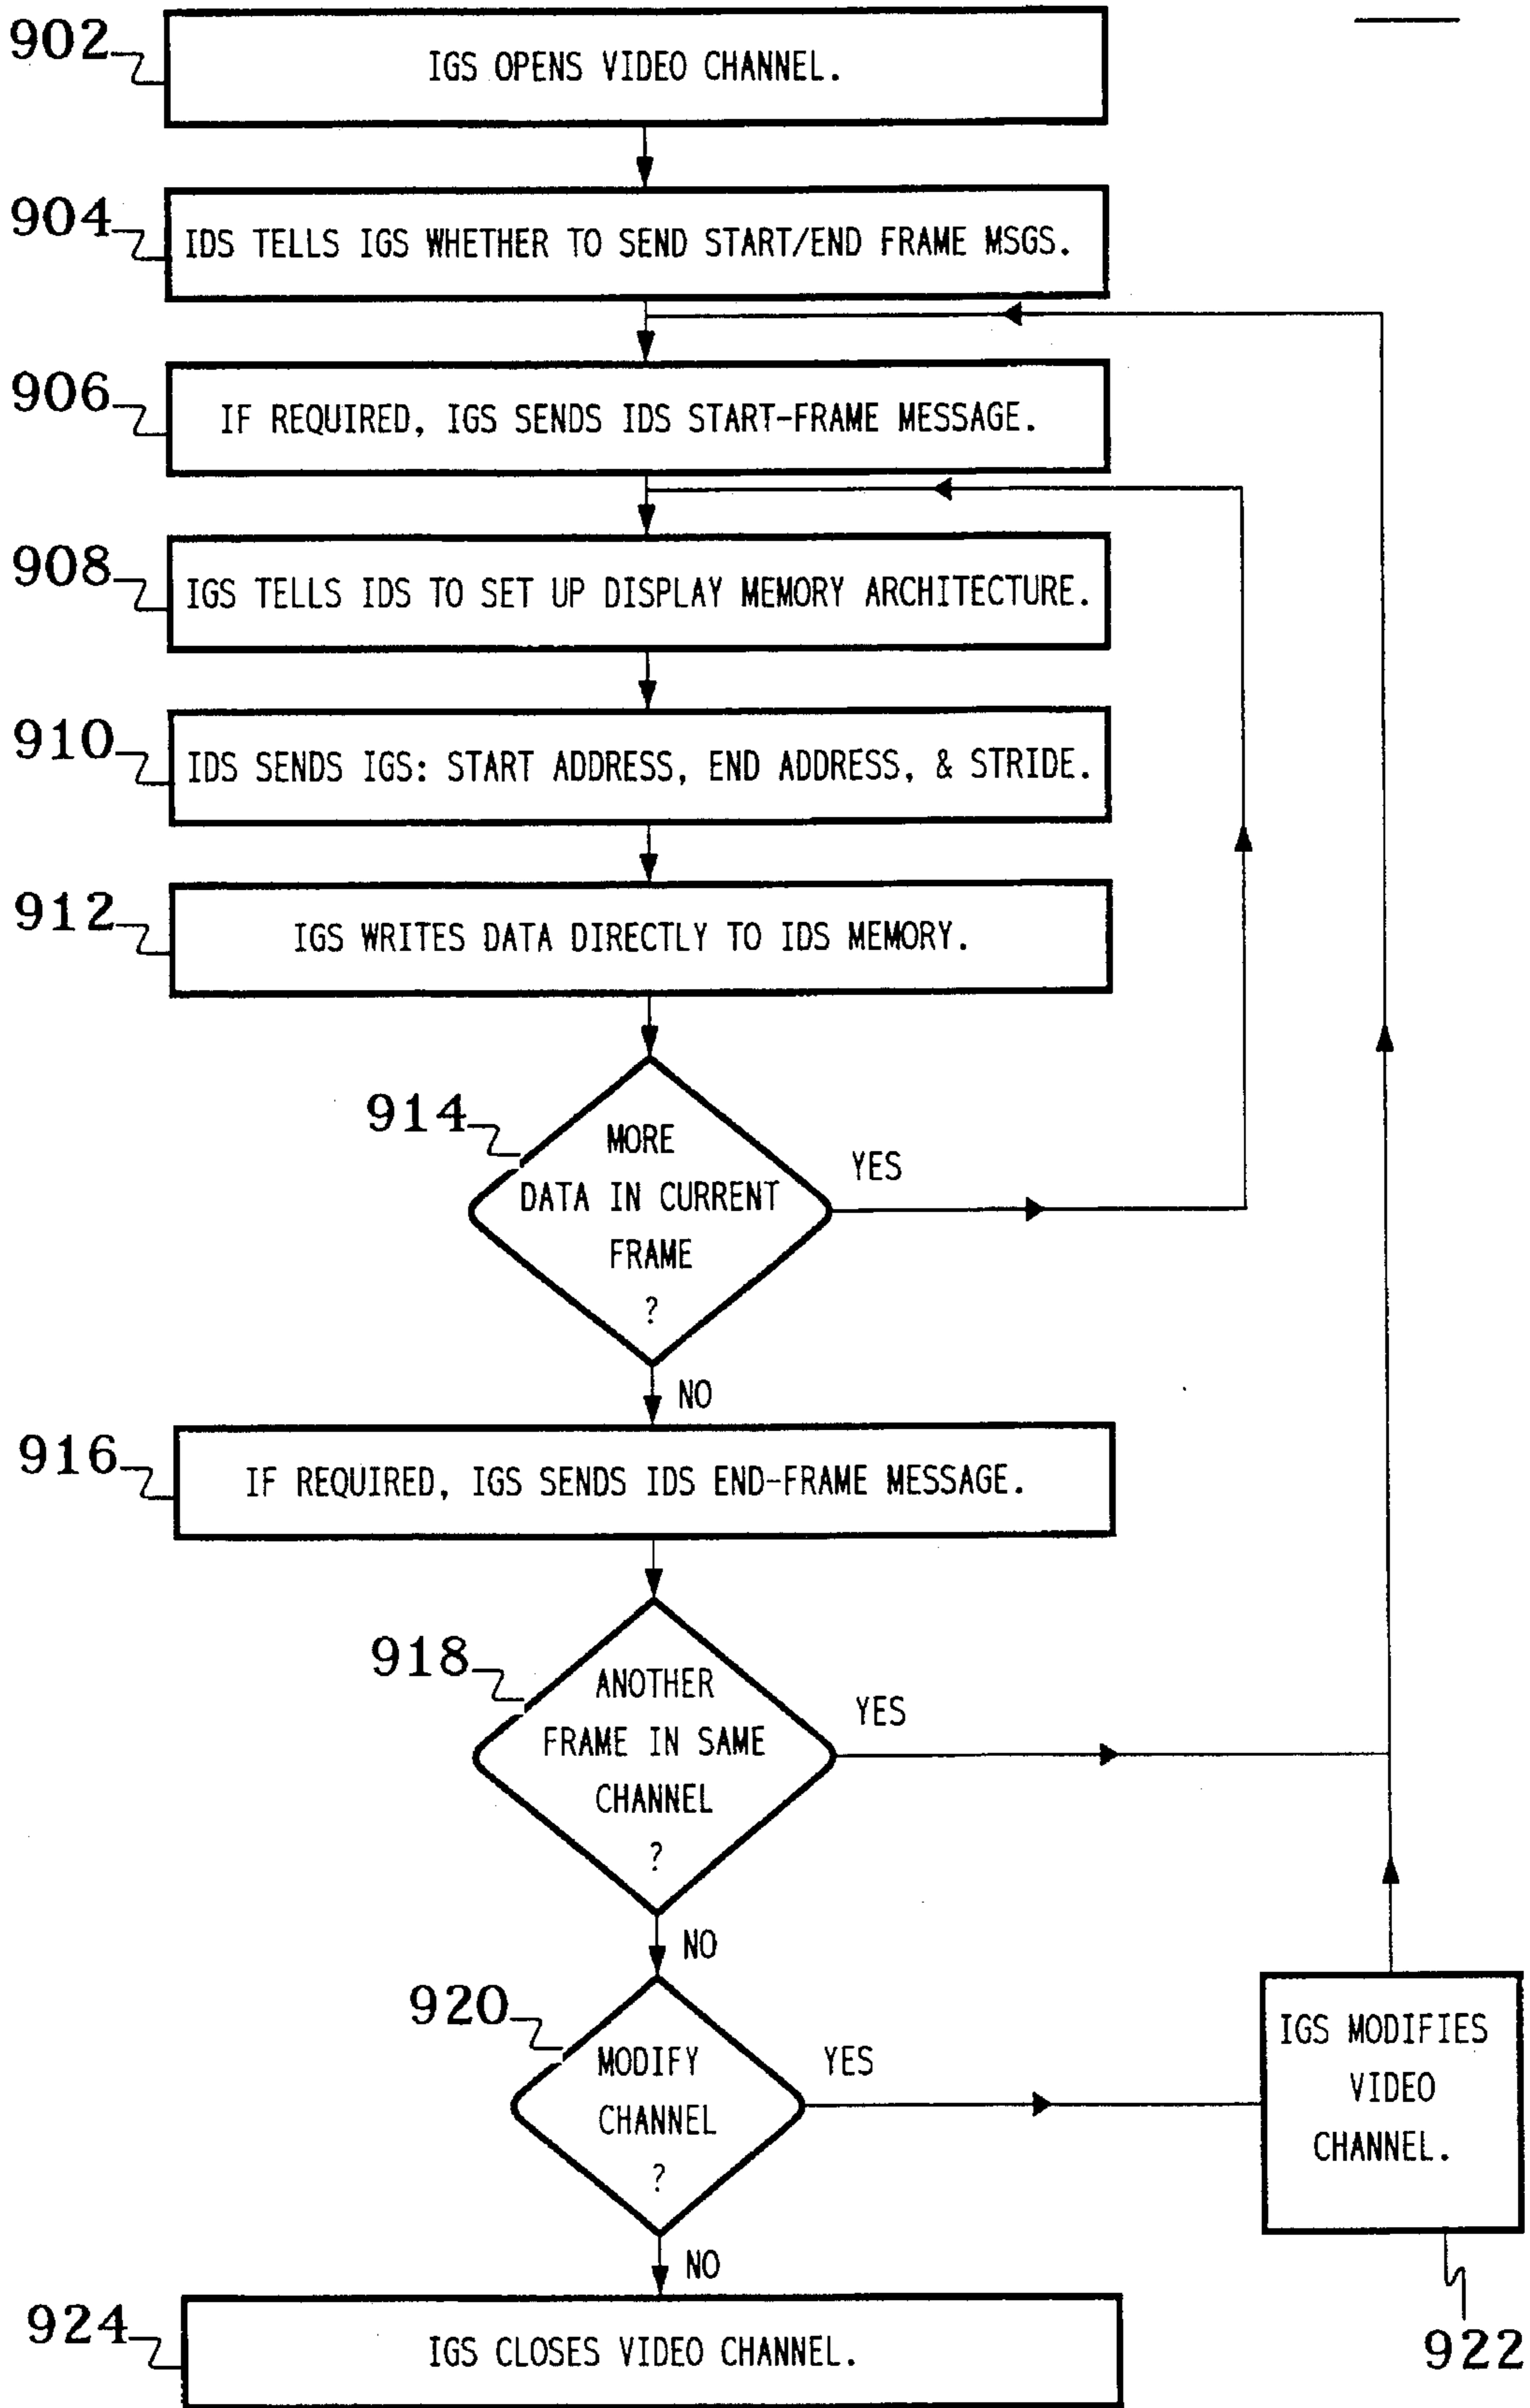 902
IGS OPENS VIDEO CHANNEL.
904
IDS TELLS IGS WHETHER TO SEND START/END FRAME MSGS.
906
IF REQUIRED, IGS SENDS IDS START-FRAME MESSAGE.
908
IGS TELLS IDS TO SET UP DISPLAY MEMORY ARCHITECTURE.
910
IDS SENDS IGS: START ADDRESS, END ADDRESS, & STRIDE.
912
IGS WRITES DATA DIRECTLY TO IDS MEMORY.
914
MORE
DATA IN CURRENT
FRAME
?
YES
NO
916
IF REQUIRED, IGS SENDS IDS END-FRAME MESSAGE.
918
ANOTHER
FRAME IN SAME
CHANNEL
?
YES
NO
920
MODIFY
CHANNEL
?
YES
NO
IGS MODIFIES
VIDEO
CHANNEL.
922
924
IGS CLOSES VIDEO CHANNEL.